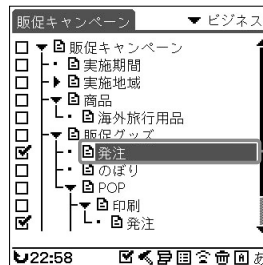 販促キャンペーン ▼ ビジネス
販促キャンペーン
実施期間
実施地域
商品
海外旅行用品
販促グッズ
発注
のぼり
POP
印刷
発注
22:58 あ